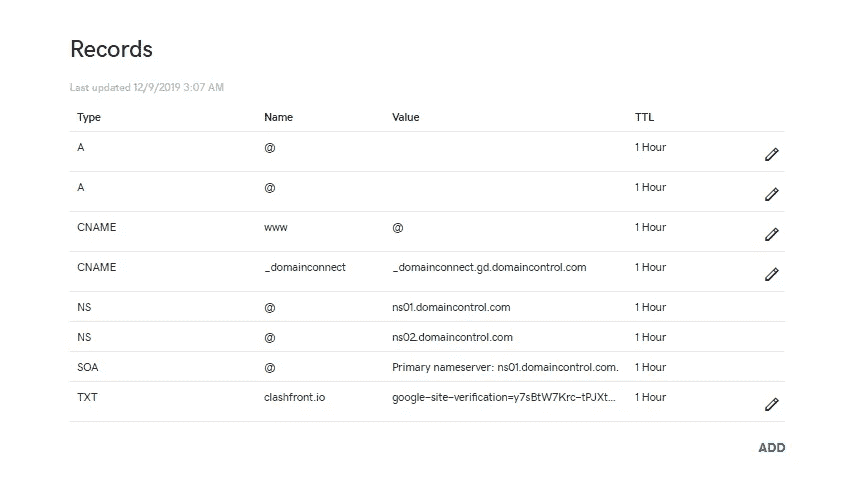 Records
Last updated 12/9/2019 3:07 AM
Type Name Value TTL
A @ 1 Hour
A @ 1 Hour
CNAME www @ 1 Hour
CNAME _domainconnect _domainconnect.gd.domaincontrol.com 1 Hour
NS @ ns01.domaincontrol.com 1 Hour
NS @ ns02.domaincontrol.com 1 Hour
SOA @ Primary nameserver: ns01.domaincontrol.com. 1 Hour
TXT clashfront.io google-site-verification=y7sBtW7Krc-tPJXt... 1 Hour
ADD